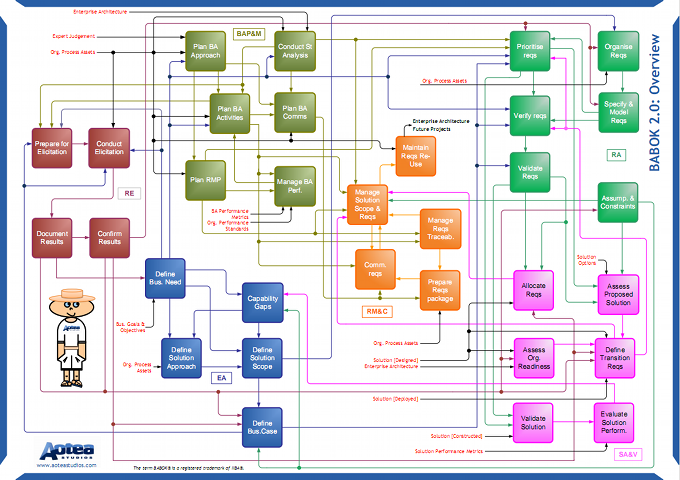 Enterprise Architecture
Expert Judgement
Org. Process Assets
BAP&M
Plan BA
Approach
Conduct St
Analysis
Prioritise
reqs
Organise
Reqs
Org. Process Assets
Plan BA
Activities
Plan BA
Comms
Verify reqs
Specify &
Model
Reqs
Enterprise Architecture
Future Projects
Prepare for
Elicitation
Conduct
Elicitation
Maintain
Reqs Re-
Use
RA
Validate
Reqs
RE
Plan RMP
Manage BA
Perf.
Manage
Solution
Scope &
Reqs
Assump. &
Constraints
BA Performance
Metrics
Org. Performance
Standards
Manage
Reqs
Traceab.
Document
Results
Confirm
Results
Define
Bus. Need
Comm.
reqs
Prepare
Reqs
package
Solution
Options
Capability
Gaps
Allocate
Reqs
Assess
Proposed
Solution
RM&C
Bus. Goals &
Objectives
Org. Process Assets
Define
Solution
Approach
Define
Solution
Scope
Org. Process
Assets
EA
Solution [Designed]
Enterprise Architecture
Assess
Org.
Readiness
Define
Transition
Reqs
Solution [Deployed]
Define
Bus.Case
Validate
Solution
Evaluate
Solution
Perform.
Solution [Constructed]
Solution Performance Metrics
SA&V
Aotea
Aotea
STUDIOS
www.aoteastudios.com
The term BABOK® is a registered trademark of IIBA®.
BABOK 2.0: Overview